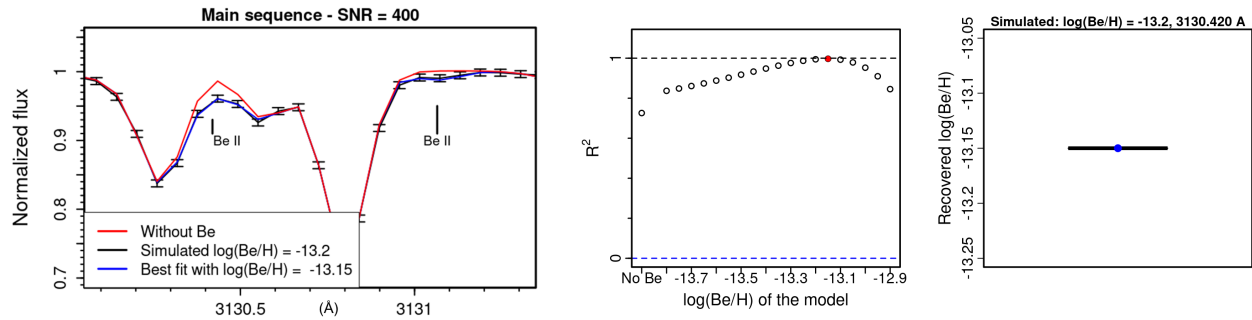 Main sequence - SNR = 400
Normalized flux
1
0.9
0.8
0.7
Be II
Be II
Without Be
Simulated log(Be/H) = -13.2
Best fit with log(Be/H) = -13.15
3130.5
(Å)
3131
R²
1
0
No Be
-13.7
-13.5
-13.3
-13.1
-12.9
log(Be/H) of the model
Simulated: log(Be/H) = -13.2, 3130.420 A
Recovered log(Be/H)
-13.05
-13.1
-13.15
-13.2
-13.25